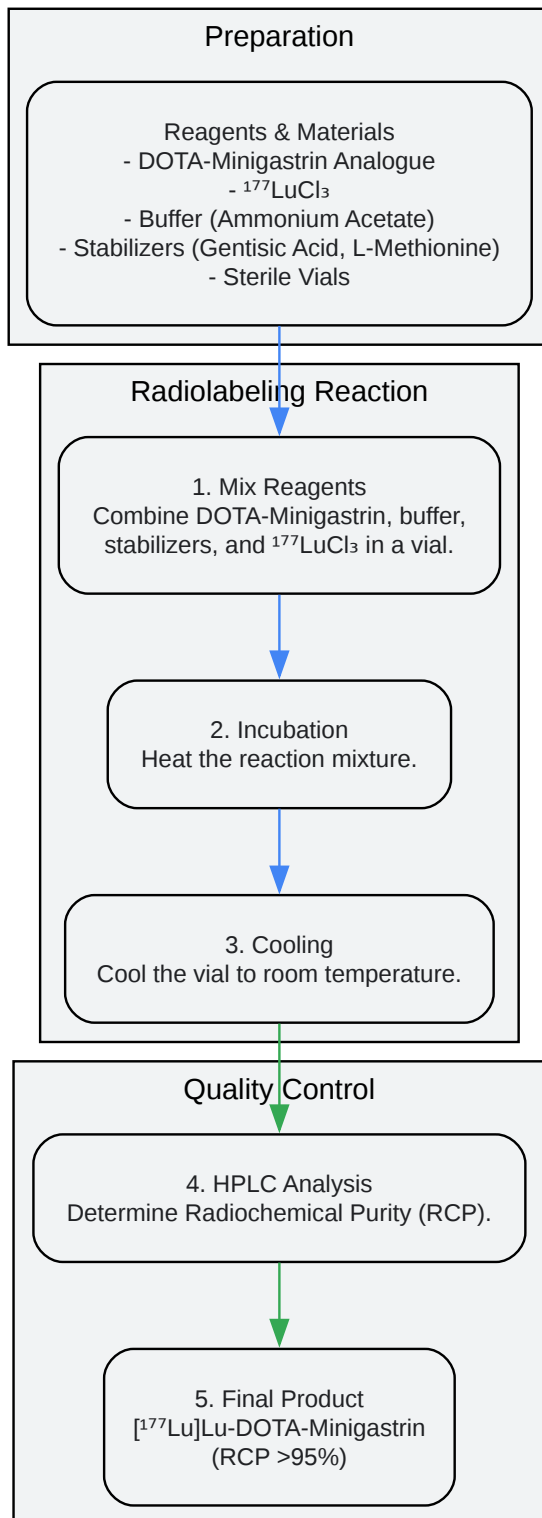 Preparation
Reagents & Materials
- DOTA-Minigastrin Analogue
- ¹⁷⁷LuCl₃
- Buffer (Ammonium Acetate)
- Stabilizers (Gentisic Acid, L-Methionine)
- Sterile Vials
Radiolabeling Reaction
1. Mix Reagents
Combine DOTA-Minigastrin, buffer,
stabilizers, and ¹⁷⁷LuCl₃ in a vial.
2. Incubation
Heat the reaction mixture.
3. Cooling
Cool the vial to room temperature.
Quality Control
4. HPLC Analysis
Determine Radiochemical Purity (RCP).
5. Final Product
[¹⁷⁷Lu]Lu-DOTA-Minigastrin
(RCP >95%)